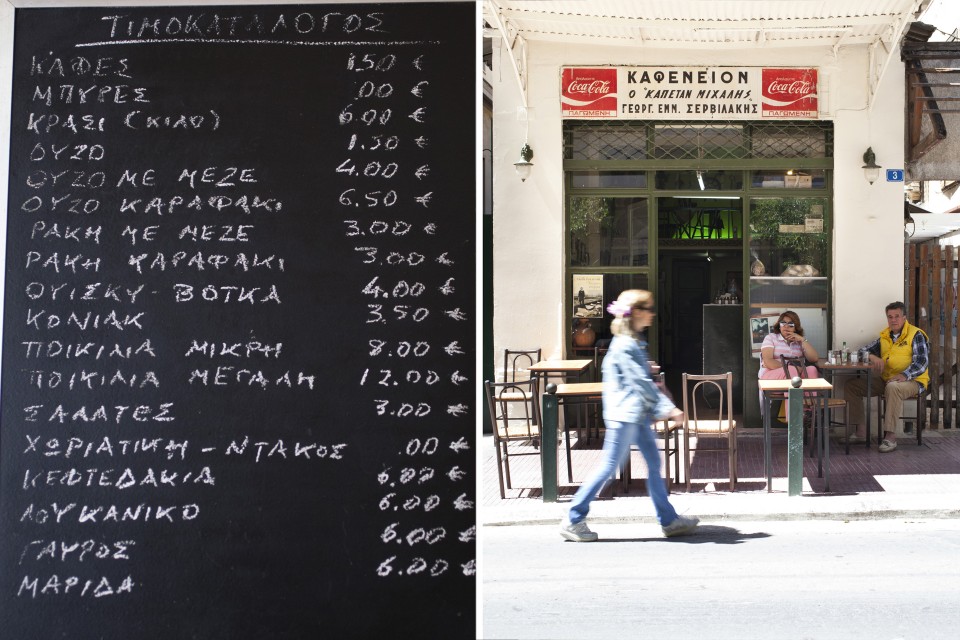 ΤΙΜΟΚΑΤΑΛΟΓΟΣ
ΚΑΦΕΣ 1.50 €
ΜΠΥΡΕΣ .00 €
ΚΡΑΣΙ (ΚΙΛΟ) 6.00 €
ΟΥΖΟ 1.50 €
ΟΥΖΟ ΜΕ ΜΕΖΕ 4.00 €
ΟΥΖΟ ΚΑΡΑΦΑΚΙ 6.50 €
ΡΑΚΗ ΜΕ ΜΕΖΕ 3.00 €
ΡΑΚΗ ΚΑΡΑΦΑΚΙ 3.00 €
ΟΥΙΣΚΥ - ΒΟΤΚΑ 4.00 €
ΚΟΝΙΑΚ 3.50 €
ΠΟΙΚΙΛΙΑ ΜΙΚΡΗ 8.00 €
ΠΟΙΚΙΛΙΑ ΜΕΓΑΛΗ 12.00 €
ΣΑΛΑΤΕΣ 3.00 €
ΧΩΡΙΑΤΙΚΗ - ΝΤΑΚΟΣ .00 €
ΚΕΦΤΕΔΑΚΙΑ 6.00 €
ΛΟΥΚΑΝΙΚΟ 6.00 €
ΓΑΥΡΟΣ 6.00 €
ΜΑΡΙΔΑ 6.00 €
Coca-Cola
ΠΑΓΩΜΕΝΗ
ΚΑΦΕΝΕΙΟΝ
Ο "ΚΑΠΕΤΑΝ ΜΙΧΑΛΗΣ"
ΓΕΩΡΓ. ΕΜΜ. ΣΕΡΒΙΛΑΚΗΣ
Coca-Cola
ΠΑΓΩΜΕΝΗ
3